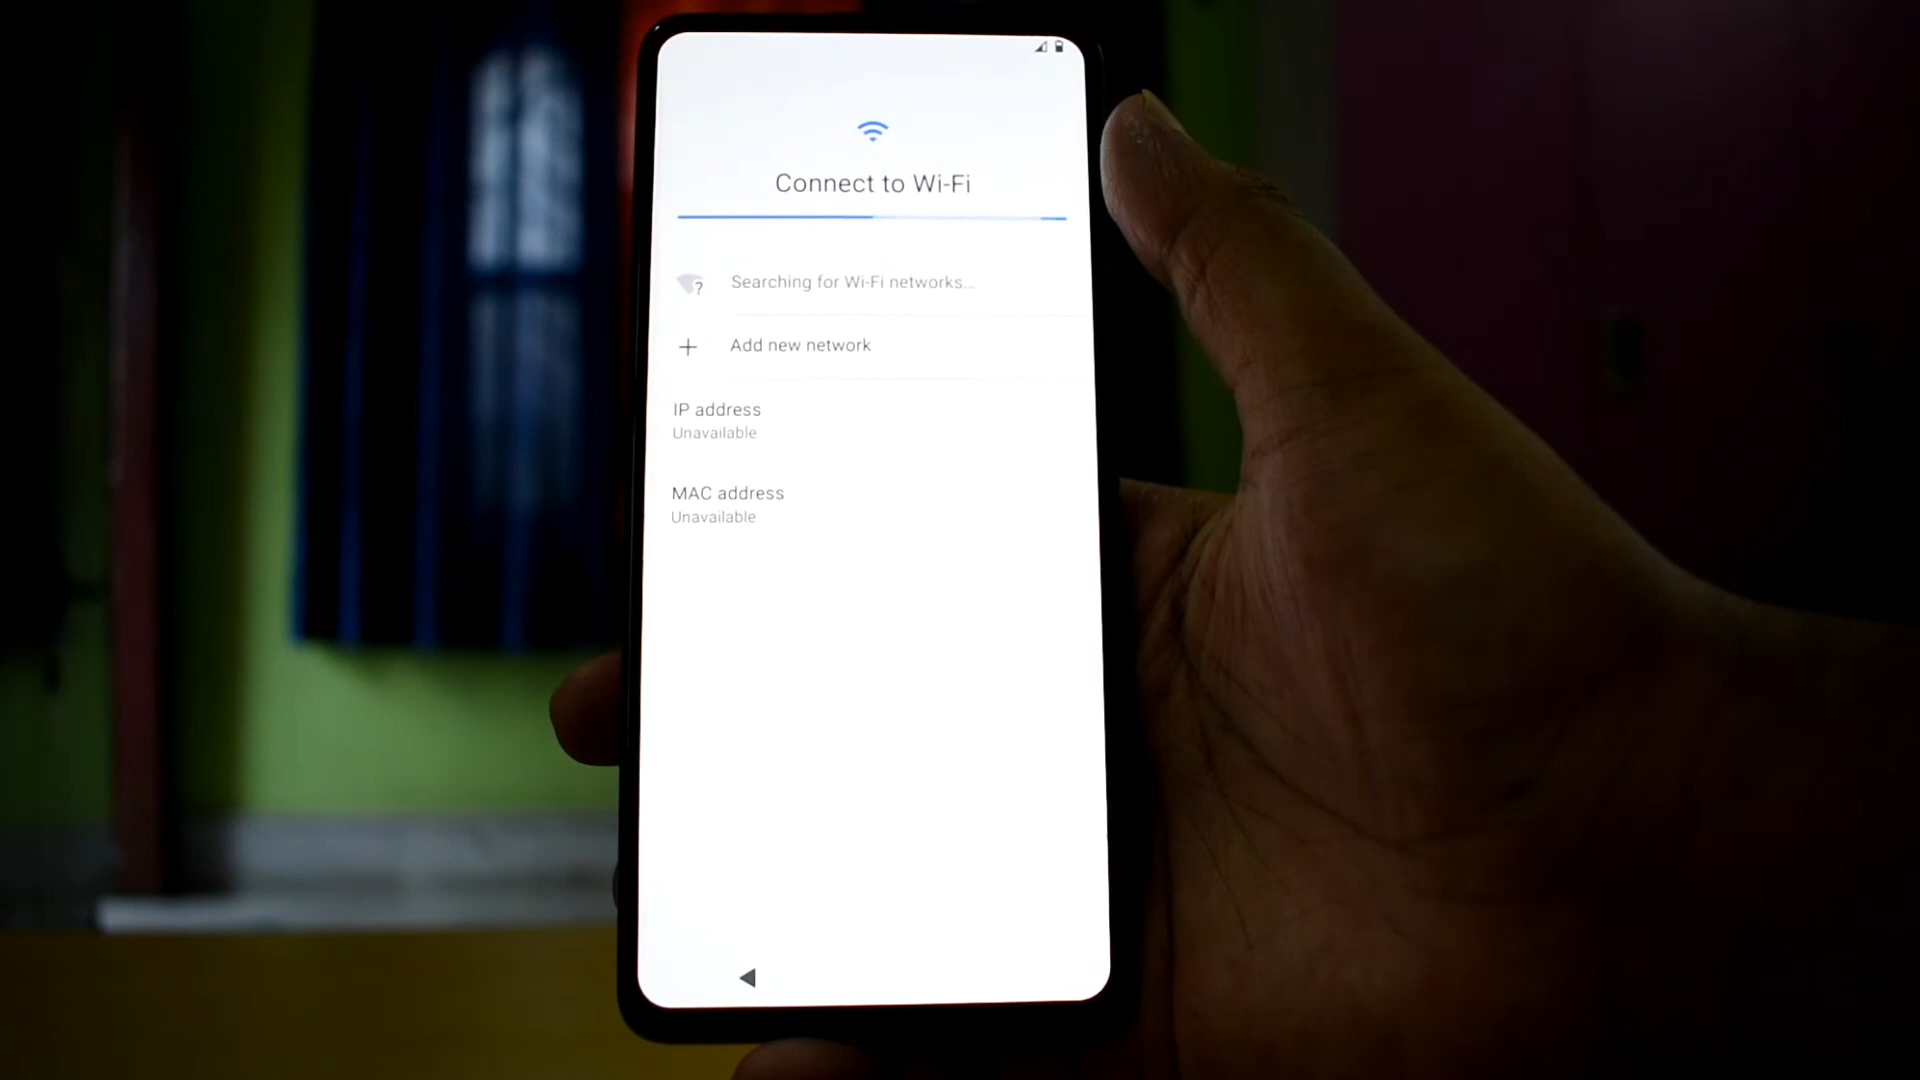 Connect to Wi-Fi
Searching for Wi-Fi networks...
Add new network
IP address
Unavailable
MAC address
Unavailable